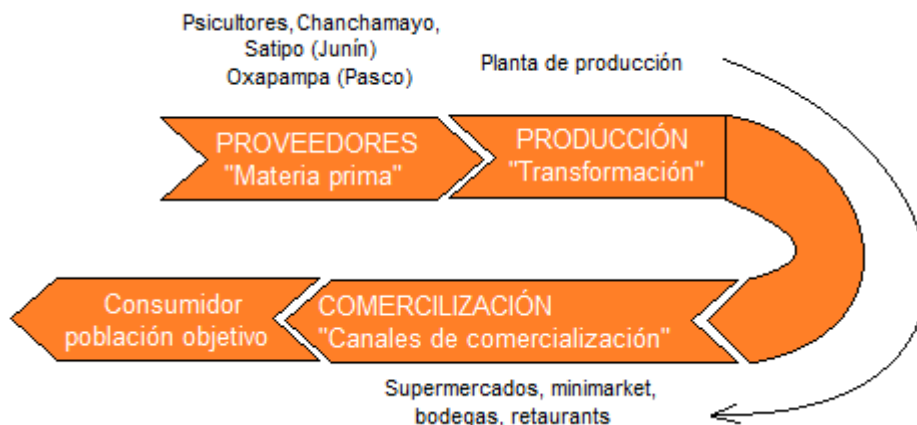 Psicultores, Chanchamayo,
Satipo (Junín)
Oxapampa (Pasco)
Planta de producción
PROVEEDORES
"Materia prima"
PRODUCCIÓN
"Transformación"
Consumidor
población objetivo
COMERCILIZACIÓN
"Canales de comercialización"
Supermercados, minimarket,
bodegas, retaurants